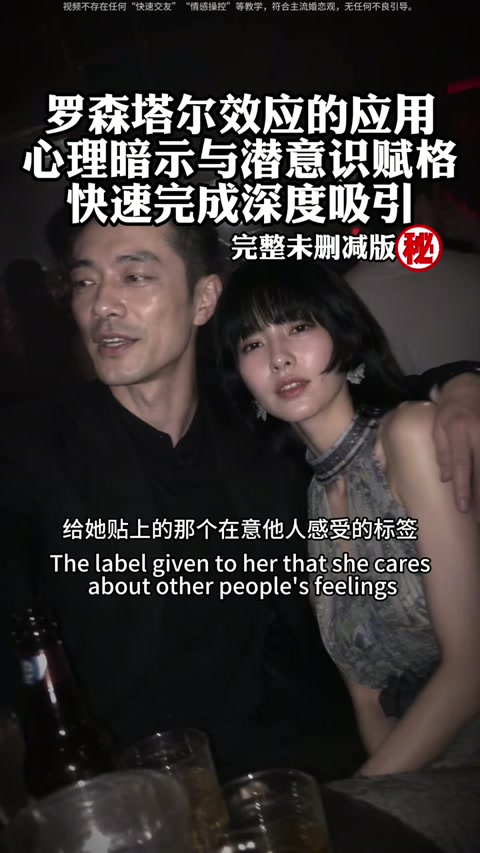 视频不存在任何“快速交友”“情感操控”等教学，符合主流婚恋观，无任何不良引导。
罗森塔尔效应的应用
心理暗示与潜意识赋格
快速完成深度吸引
完整未删减版 秘
给她贴上的那个在意他人感受的标签
The label given to her that she cares
about other people's feelings